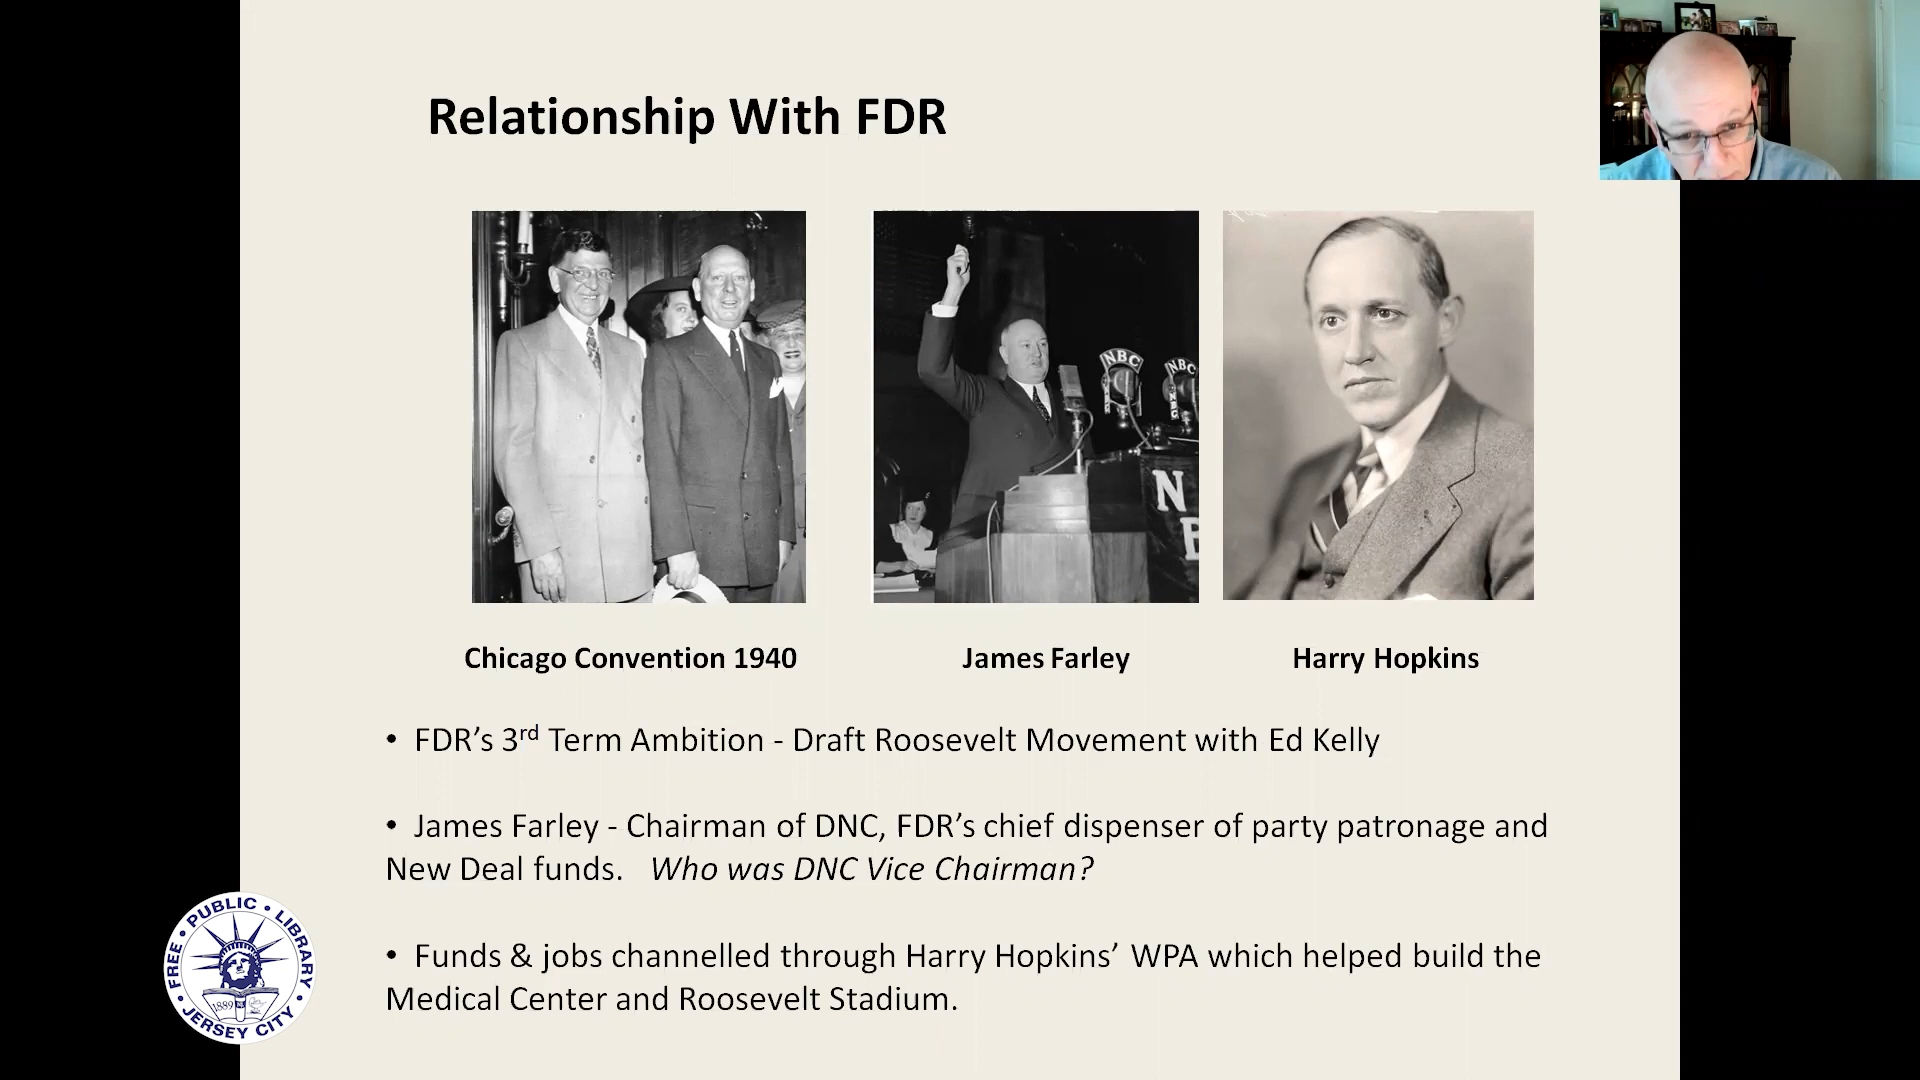 Relationship With FDR
NBC
NBC
NBC
N
Chicago Convention 1940
James Farley
Harry Hopkins
• FDR's 3rd Term Ambition - Draft Roosevelt Movement with Ed Kelly
• James Farley - Chairman of DNC, FDR's chief dispenser of party patronage and
New Deal funds. Who was DNC Vice Chairman?
• Funds & jobs channelled through Harry Hopkins' WPA which helped build the
Medical Center and Roosevelt Stadium.
FREE • PUBLIC • LIBRARY
1889
• JERSEY CITY •